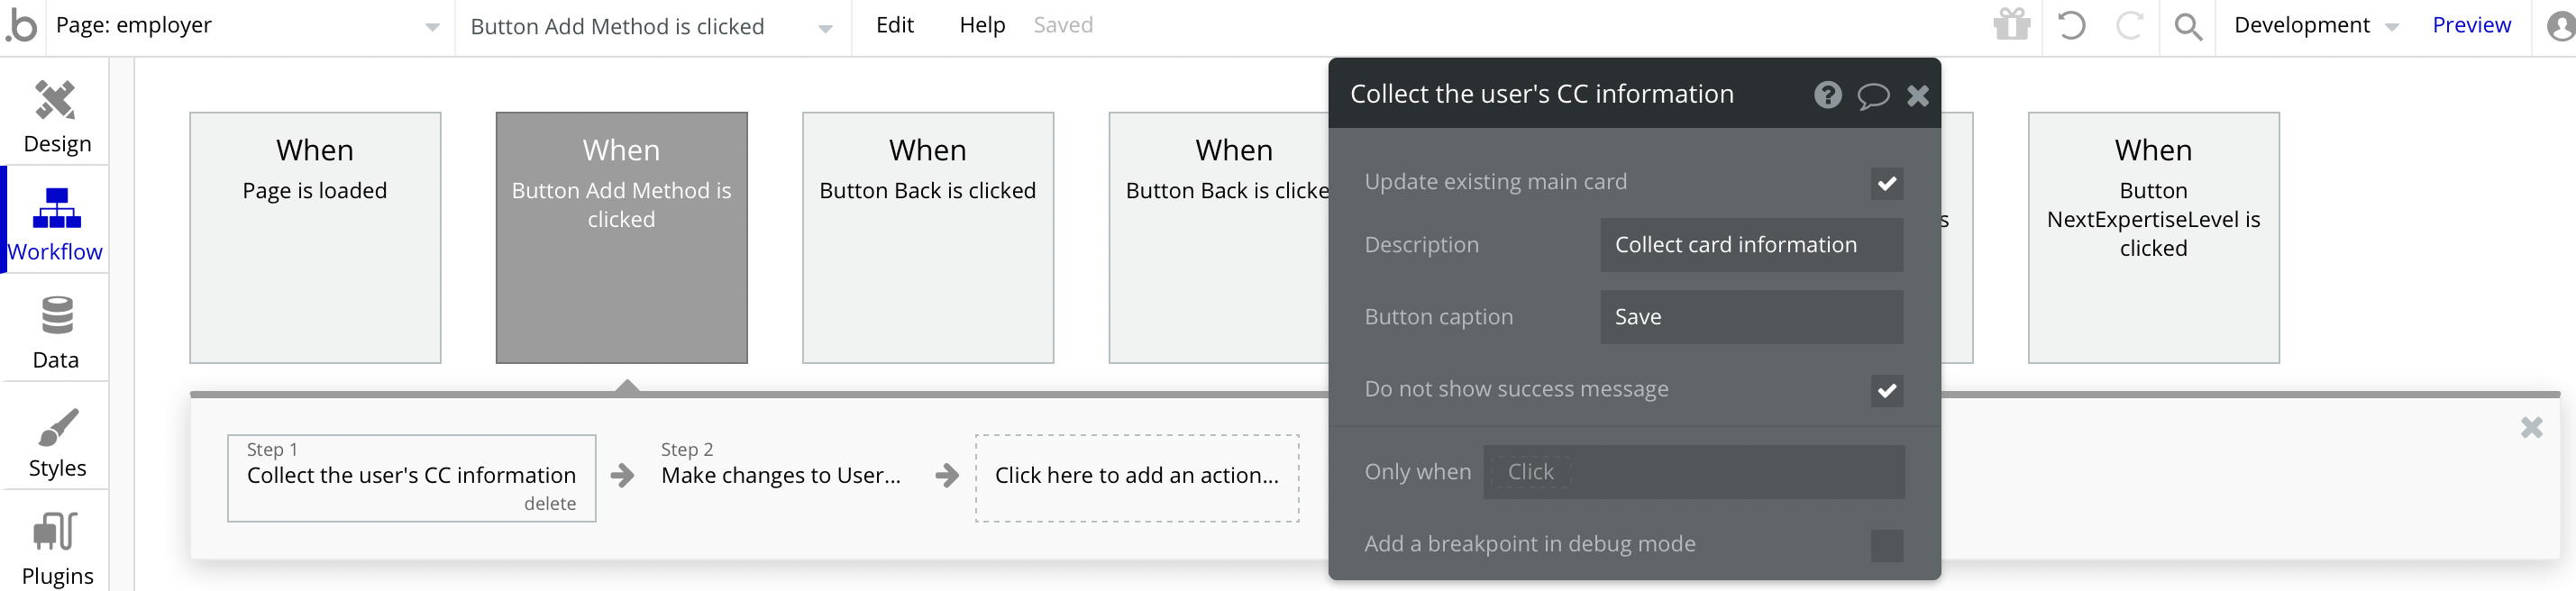 .b
Page: employer
Button Add Method is clicked
Edit
Help
Saved
Development
Preview
Design
Workflow
Data
Styles
Plugins
When
Page is loaded
When
Button Add Method is
clicked
When
Button Back is clicked
When
Button Back is clicke
s
When
Button
NextExpertiseLevel is
clicked
Step 1
Collect the user's CC information
delete
Step 2
Make changes to User...
Click here to add an action...
Collect the user's CC information
?
Update existing main card
Description
Collect card information
Button caption
Save
Do not show success message
Only when
Click
Add a breakpoint in debug mode